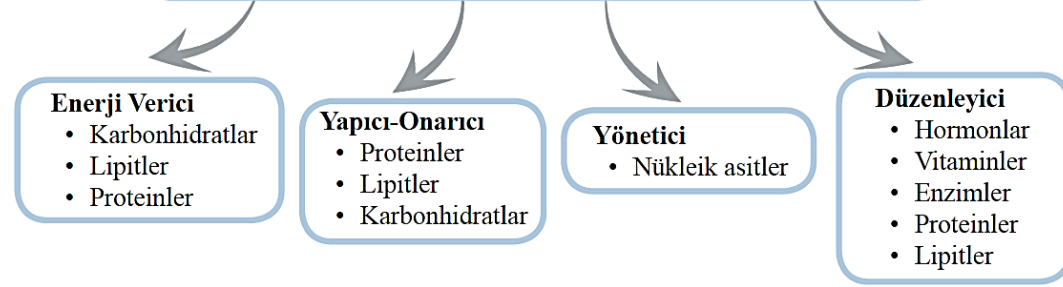 Enerji Verici
• Karbonhidratlar
• Lipitler
• Proteinler
Yapıcı-Onarıcı
• Proteinler
• Lipitler
• Karbonhidratlar
Yönetici
• Nükleik asitler
Düzenleyici
• Hormonlar
• Vitaminler
• Enzimler
• Proteinler
• Lipitler